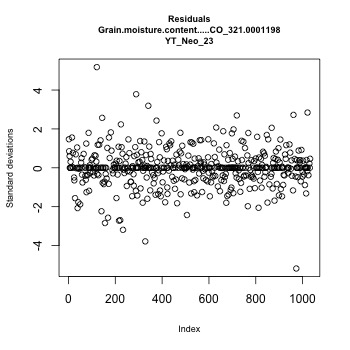 Residuals
Grain.moisture.content.....CO_321.0001198
YT_Neo_23
Standard deviations
4
2
0
-2
-4
0 200 400 600 800 1000
Index